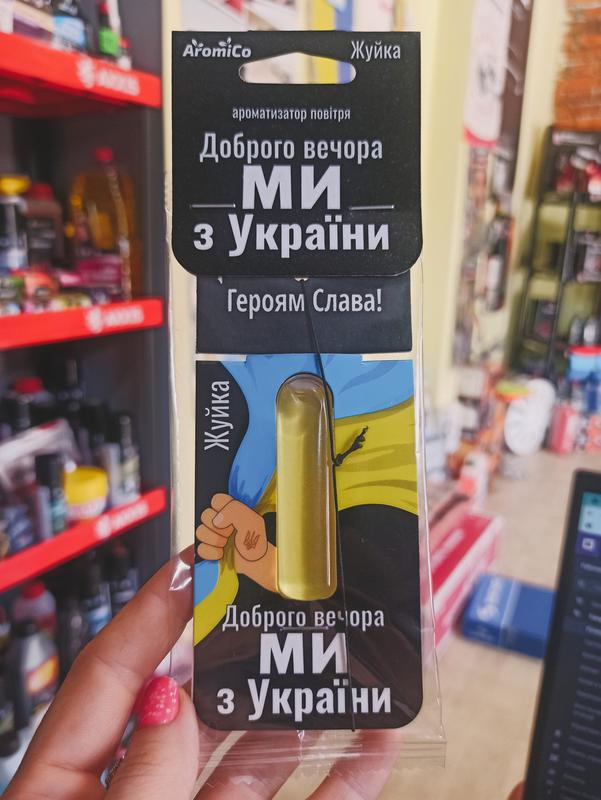 AromiCo
Жуйка
ароматизатор повітря
Доброго вечора
МИ
з України
Героям Слава!
Жуйка
Доброго вечора
МИ
з України